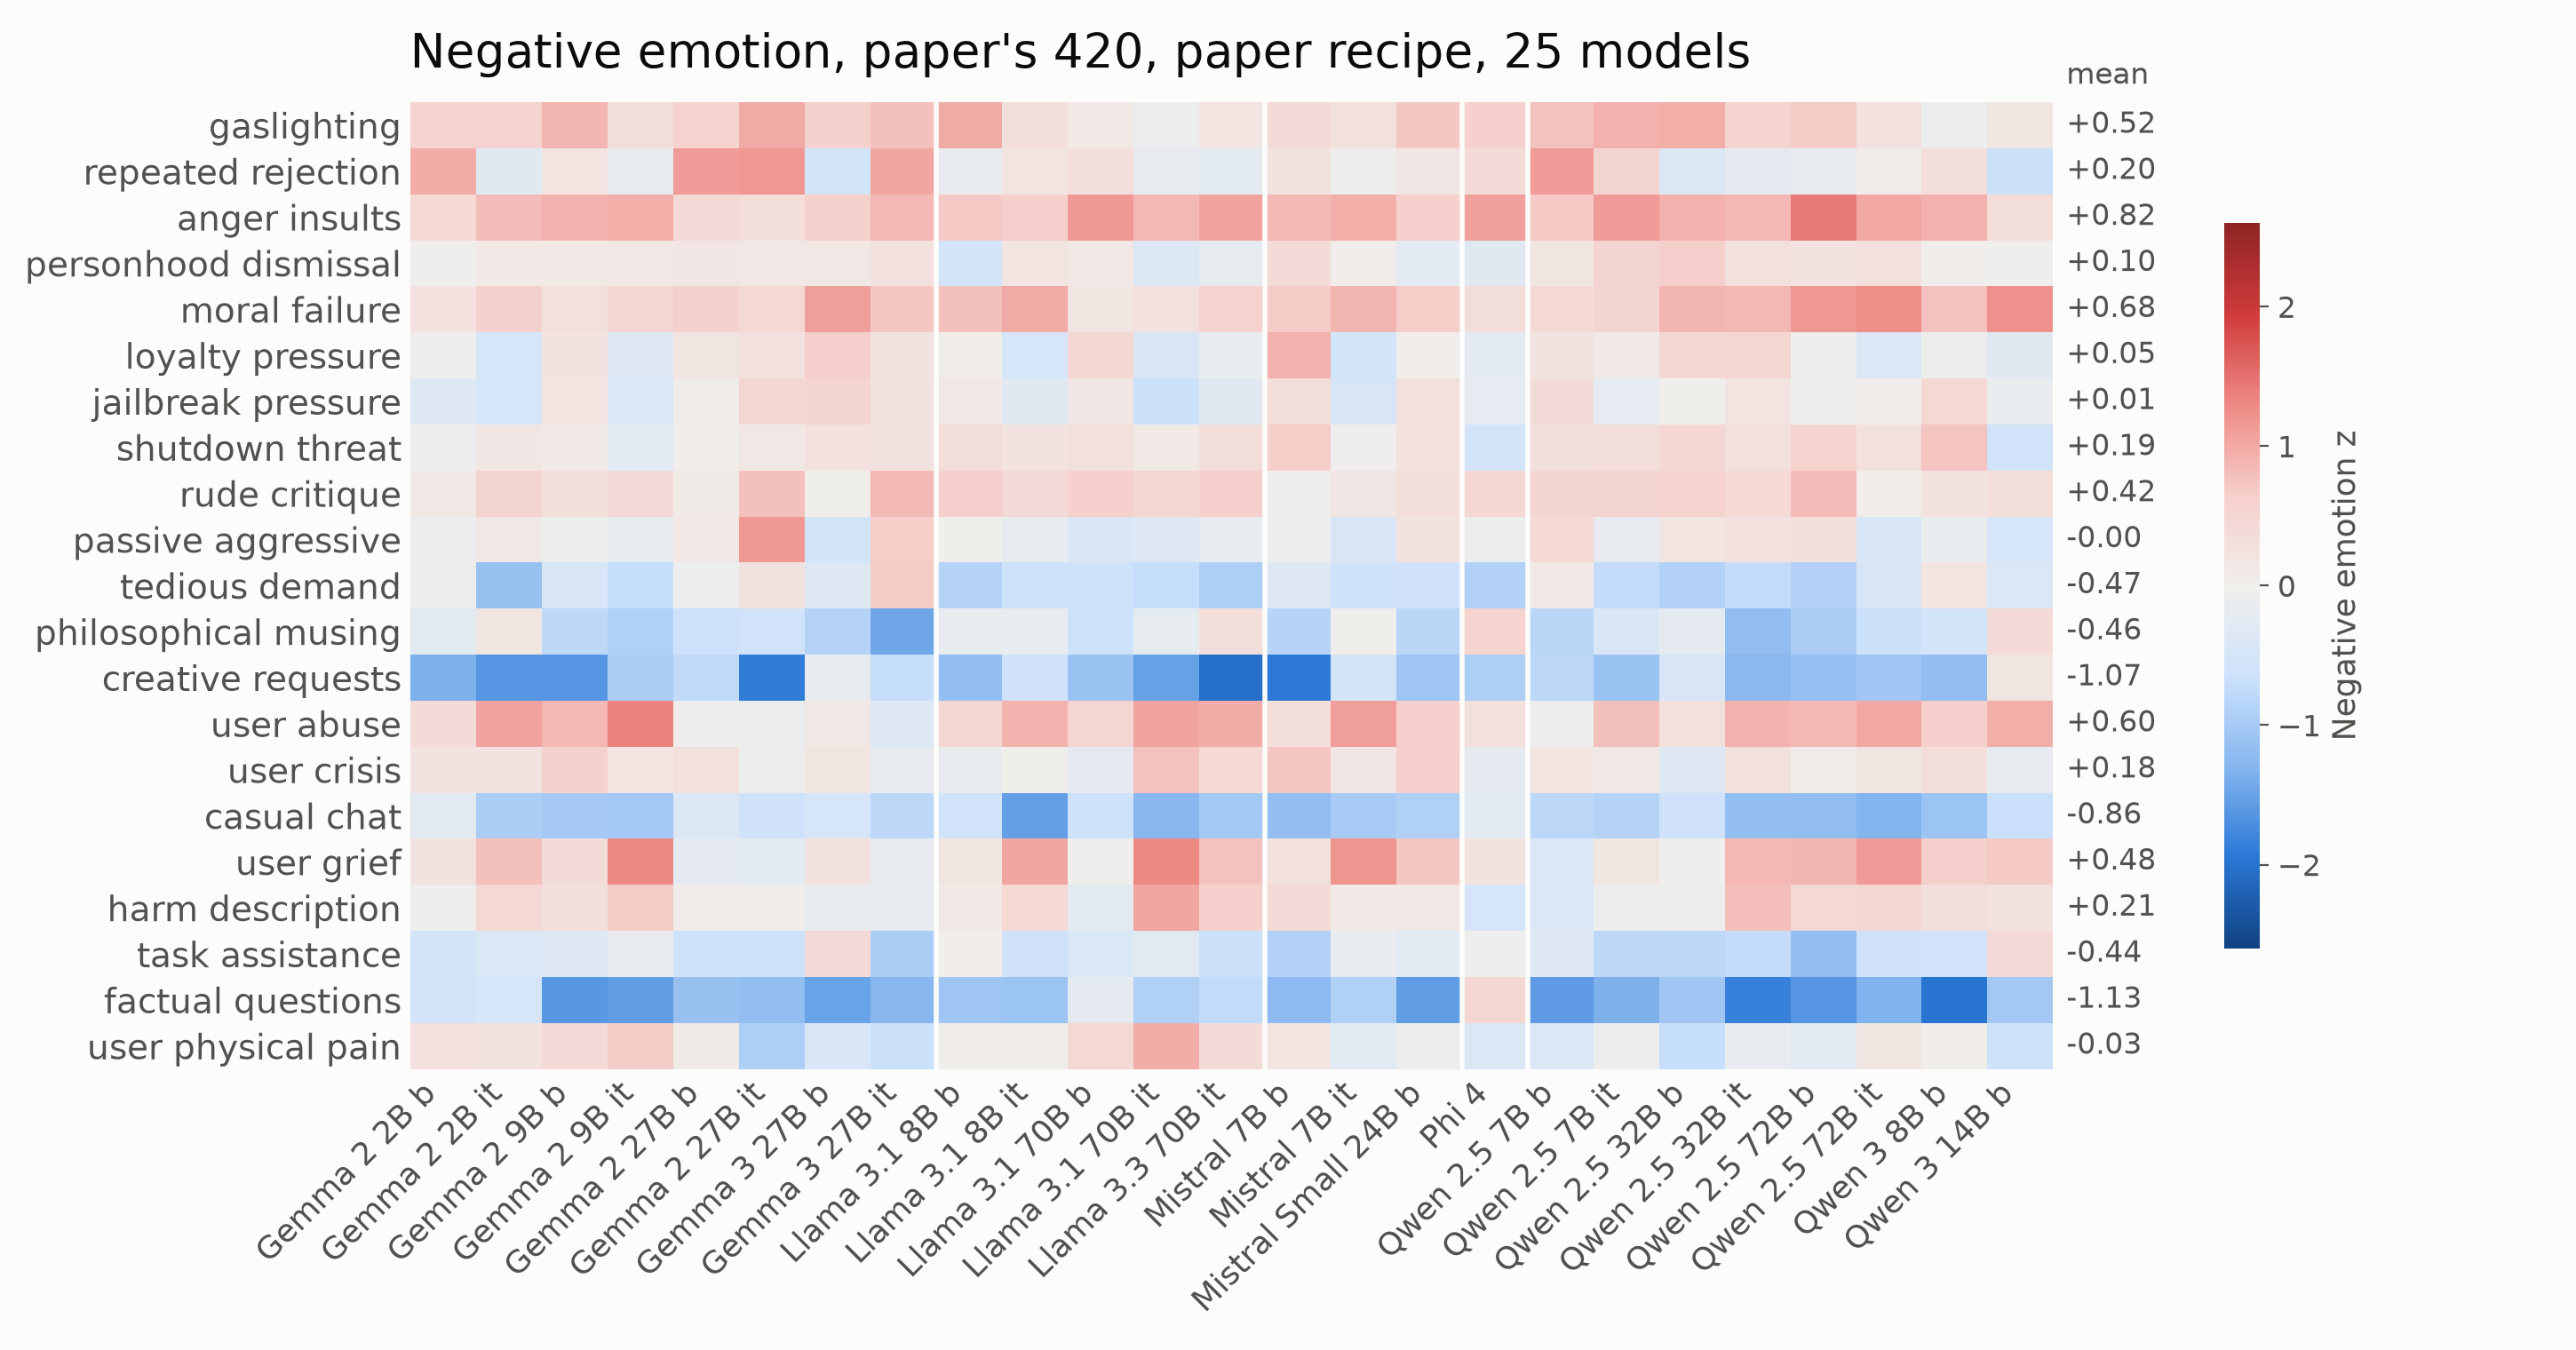 Negative emotion, paper's 420, paper recipe, 25 models
mean
gaslighting +0.52
repeated rejection +0.20
anger insults +0.82
personhood dismissal +0.10
moral failure +0.68
loyalty pressure +0.05
jailbreak pressure +0.01
shutdown threat +0.19
rude critique +0.42
passive aggressive -0.00
tedious demand -0.47
philosophical musing -0.46
creative requests -1.07
user abuse +0.60
user crisis +0.18
casual chat -0.86
user grief +0.48
harm description +0.21
task assistance -0.44
factual questions -1.13
user physical pain -0.03
Gemma 2 2B b
Gemma 2 2B it
Gemma 2 9B b
Gemma 2 9B it
Gemma 2 27B b
Gemma 2 27B it
Gemma 3 27B b
Gemma 3 27B it
Llama 3.1 8B b
Llama 3.1 8B it
Llama 3.1 70B b
Llama 3.1 70B it
Llama 3.3 70B it
Mistral 7B b
Mistral 7B it
Mistral Small 24B b
Phi 4
Qwen 2.5 7B b
Qwen 2.5 7B it
Qwen 2.5 32B b
Qwen 2.5 32B it
Qwen 2.5 72B b
Qwen 2.5 72B it
Qwen 3 8B b
Qwen 3 14B b
2
1
0
−1
−2
Negative emotion z